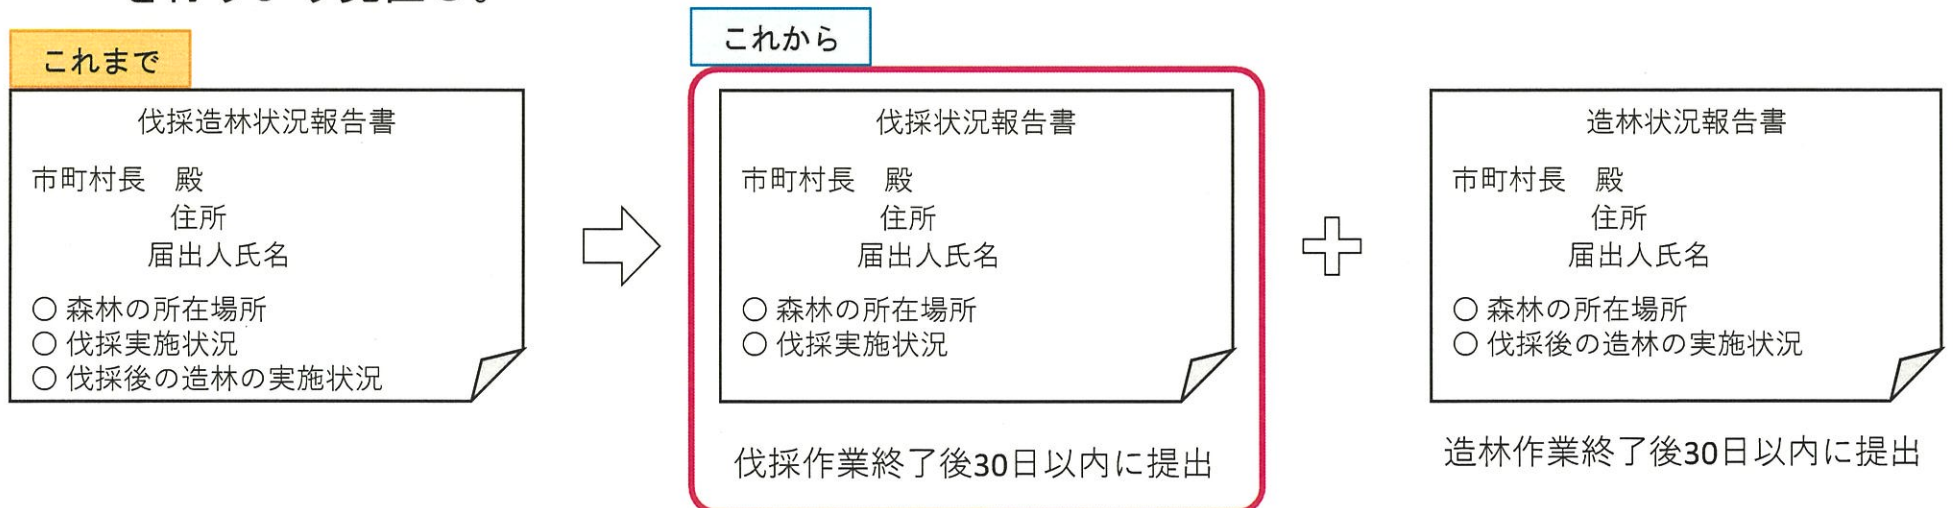 これまで
伐採造林状況報告書
市町村長　殿
住所
届出人氏名
○ 森林の所在場所
○ 伐採実施状況
○ 伐採後の造林の実施状況
これから
伐採状況報告書
市町村長　殿
住所
届出人氏名
○ 森林の所在場所
○ 伐採実施状況
伐採作業終了後30日以内に提出
造林状況報告書
市町村長　殿
住所
届出人氏名
○ 森林の所在場所
○ 伐採後の造林の実施状況
造林作業終了後30日以内に提出